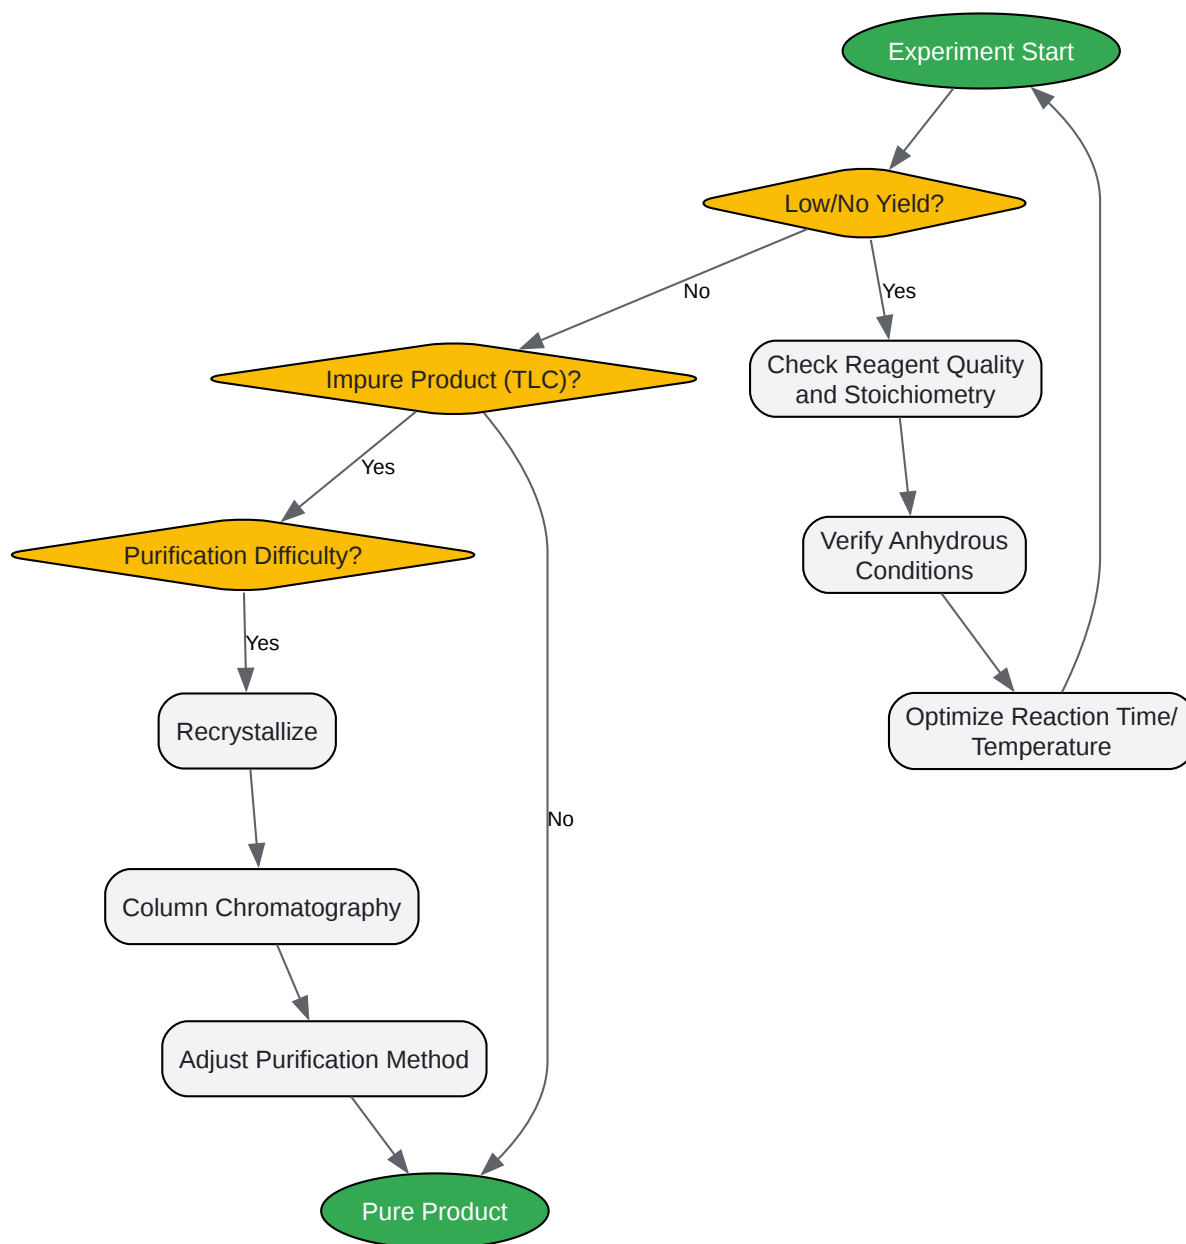 Experiment Start
Low/No Yield?
No
Yes
Impure Product (TLC)?
Check Reagent Quality
and Stoichiometry
Yes
Purification Difficulty?
Verify Anhydrous
Conditions
Yes
Recrystallize
Optimize Reaction Time/
Temperature
No
Column Chromatography
Adjust Purification Method
Pure Product